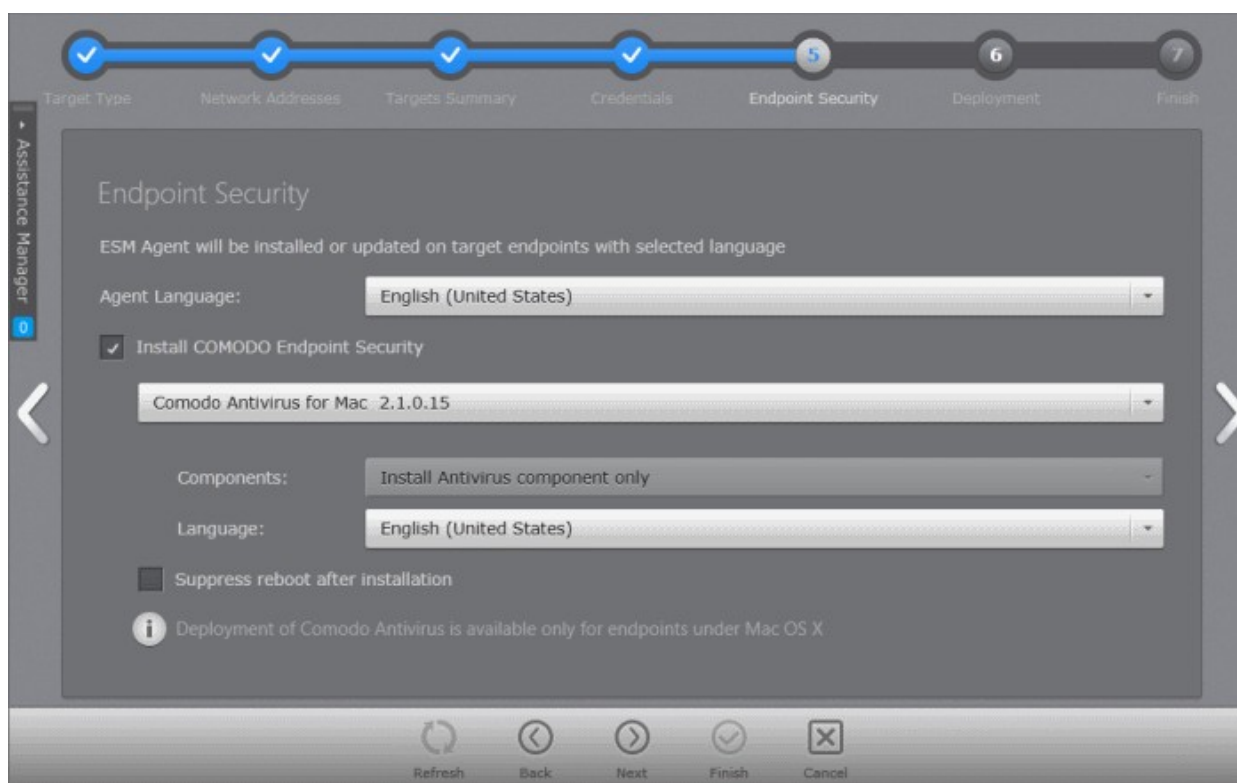 5 6 7
Target Type Network Addresses Targets Summary Credentials Endpoint Security Deployment Finish
Assistance Manager
0
Endpoint Security
ESM Agent will be installed or updated on target endpoints with selected language
Agent Language: English (United States)
Install COMODO Endpoint Security
Comodo Antivirus for Mac 2.1.0.15
Components: Install Antivirus component only
Language: English (United States)
Suppress reboot after installation
i Deployment of Comodo Antivirus is available only for endpoints under Mac OS X
Refresh Back Next Finish Cancel